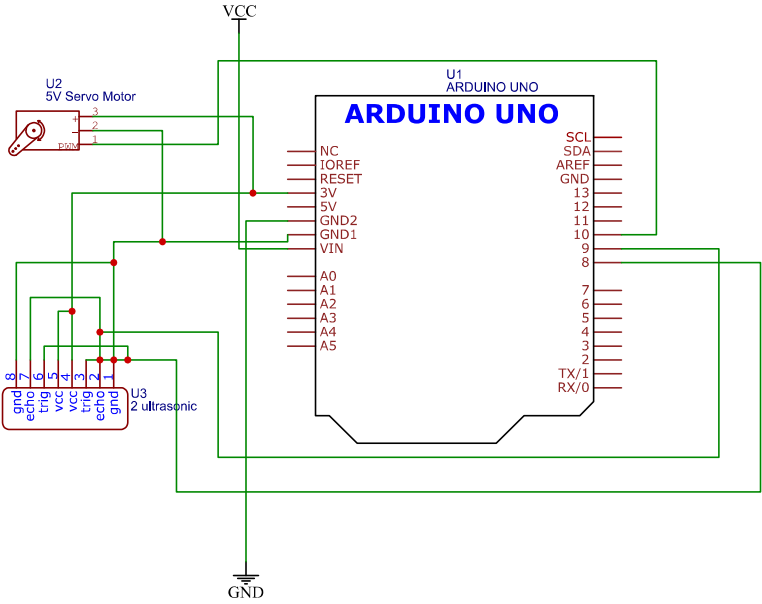 VCC
U2
5V Servo Motor
+
3
−
2
PWM
1
U1
ARDUINO UNO
ARDUINO UNO
NC
IOREF
RESET
3V
5V
GND2
GND1
VIN
A0
A1
A2
A3
A4
A5
SCL
SDA
AREF
GND
13
12
11
10
9
8
7
6
5
4
3
2
TX/1
RX/0
8 7 6 5 4 3 2 1
gnd echo trig vcc vcc trig echo gnd
U3
2 ultrasonic
GND